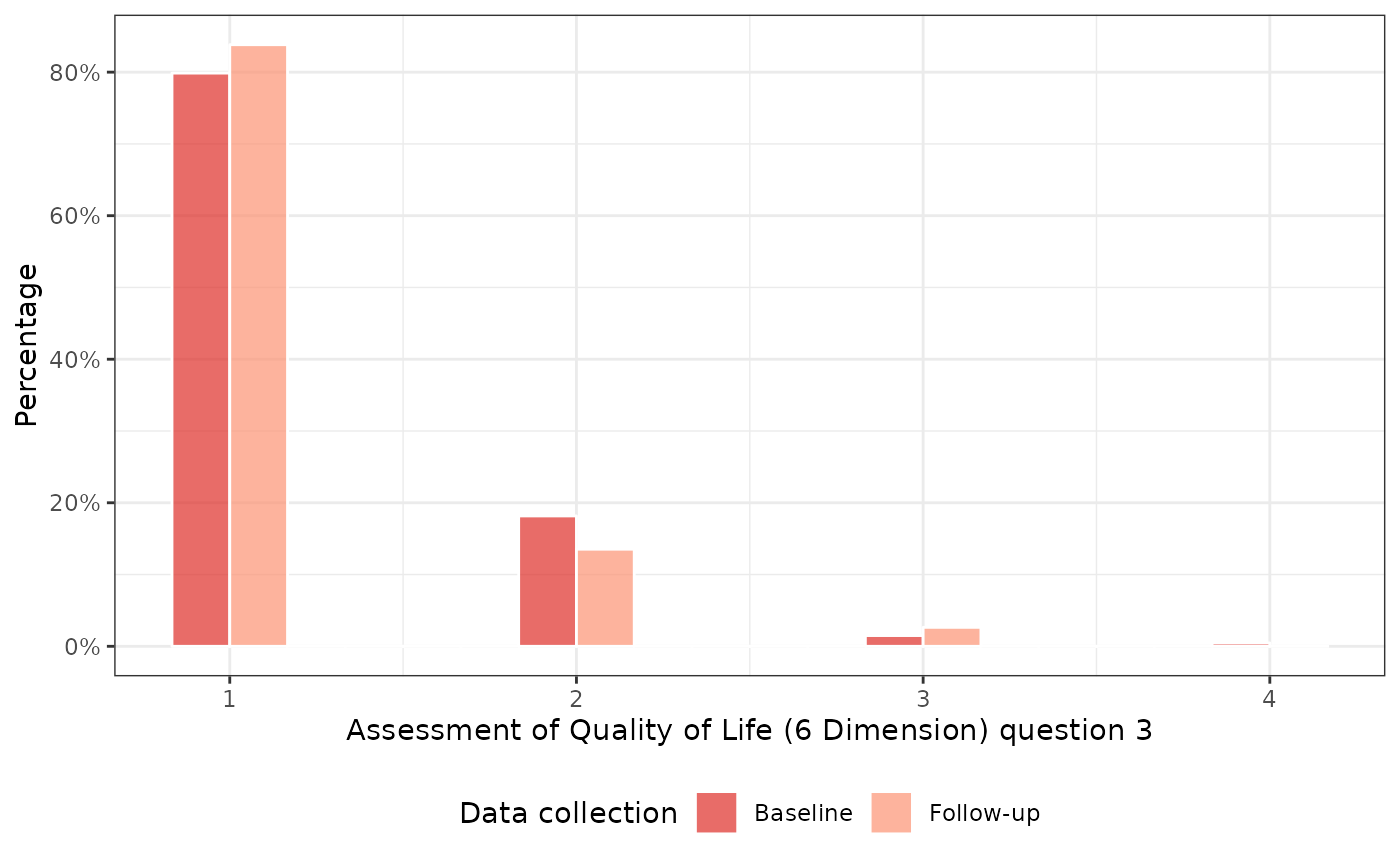 Percentage
80%
60%
40%
20%
0%
1 2 3 4
Assessment of Quality of Life (6 Dimension) question 3
Data collection Baseline Follow-up